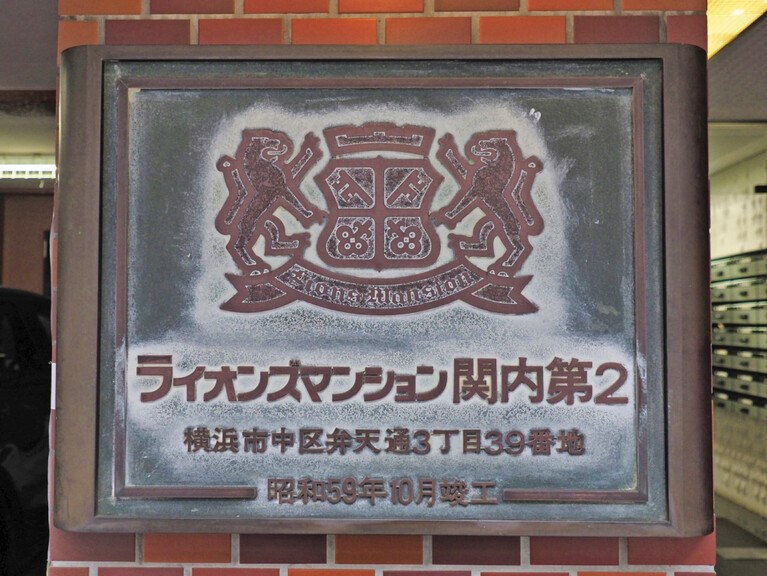 Lions Mansion
ライオンズマンション関内第2
横浜市中区弁天通3丁目39番地
昭和59年10月竣工